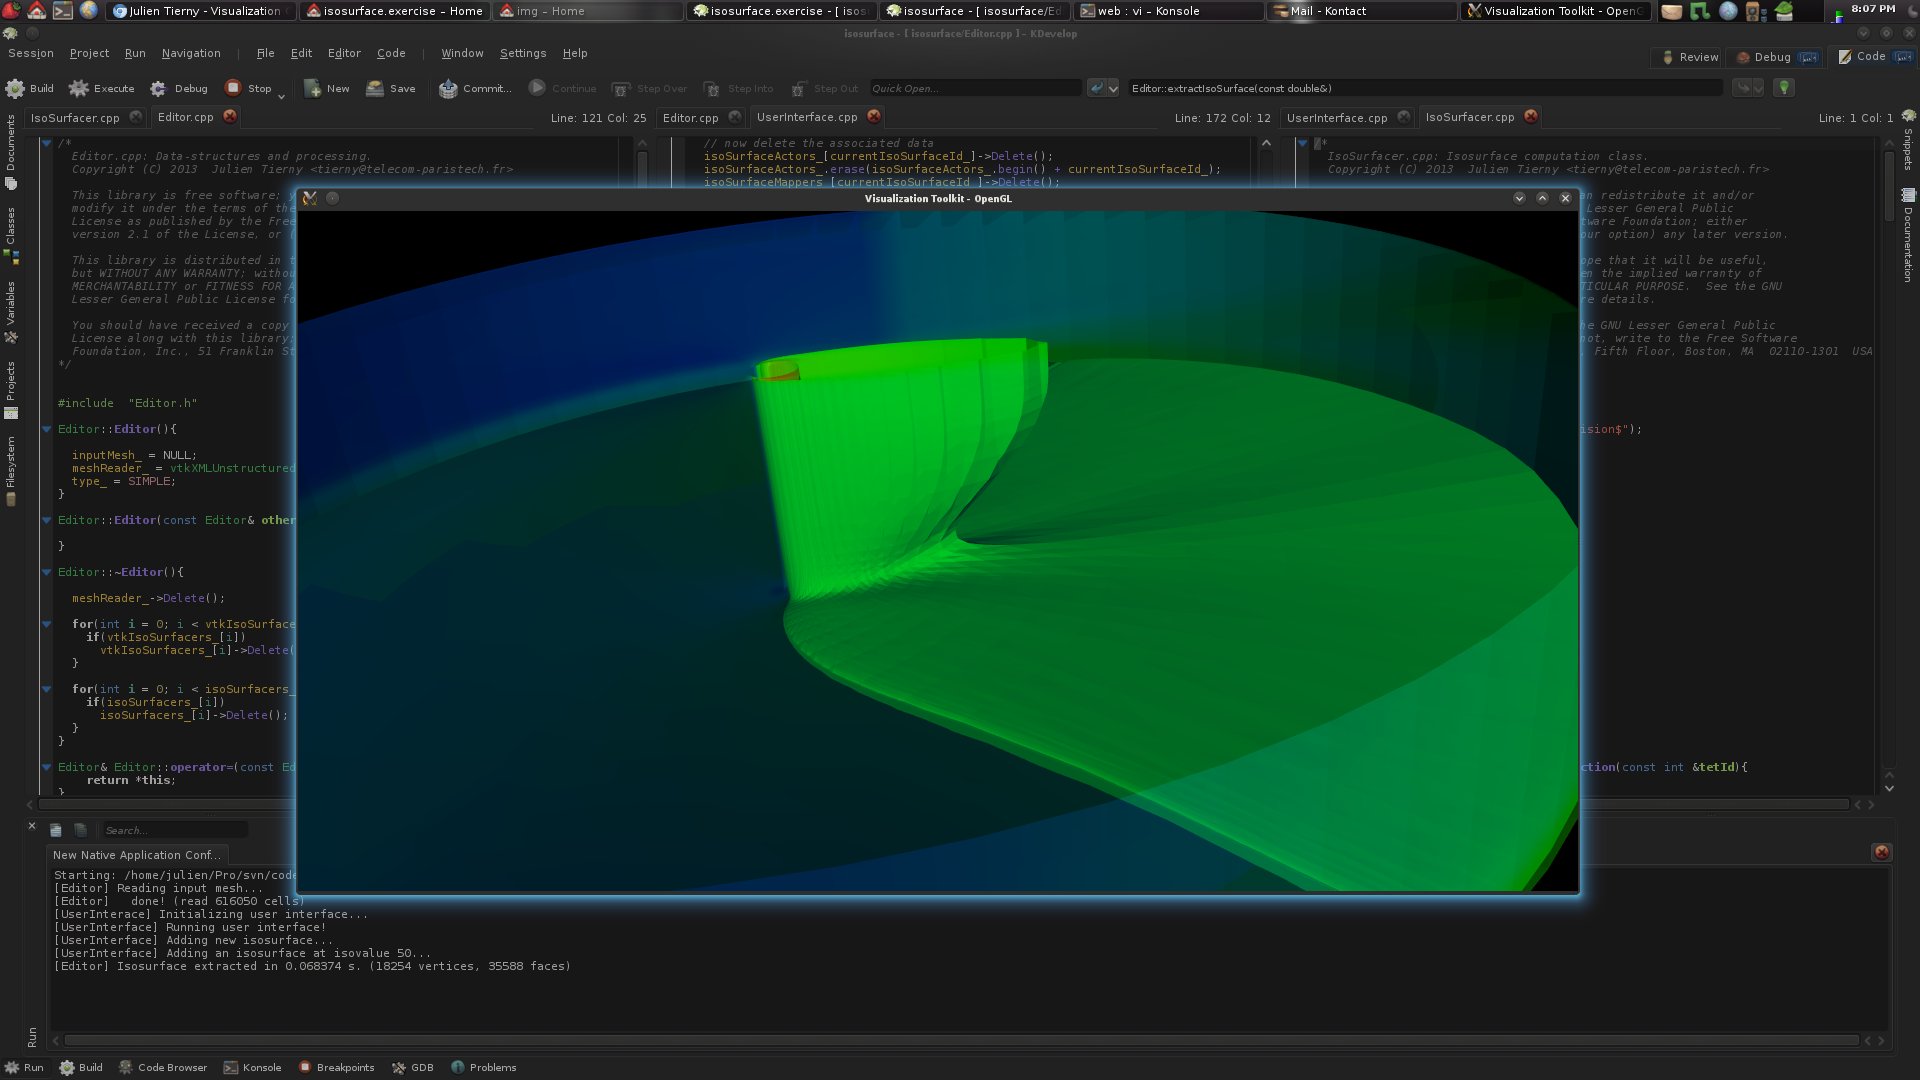 Julien Tierny - Visualization
isosurface.exercise – Home
img – Home
isosurface.exercise - [ isos
isosurface - [ isosurface/Ed
web : vi – Konsole
Mail - Kontact
Visualization Toolkit - OpenG
8:07 PM
isosurface - [ isosurface/Editor.cpp ] – KDevelop
Session Project Run Navigation | File Edit Editor Code | Window Settings Help
Review Debug Code
Build Execute Debug Stop New Save Commit... Continue Step Over Step Into Step Out Quick Open... Editor::extractIsoSurface(const double&)
IsoSurfacer.cpp Editor.cpp Line: 121 Col: 25 Editor.cpp UserInterface.cpp Line: 172 Col: 12 UserInterface.cpp IsoSurfacer.cpp Line: 1 Col: 1
Documents
Classes
Variables
Projects
Filesystem
/*
Editor.cpp: Data-structures and processing.
Copyright (C) 2013  Julien Tierny <tierny@telecom-paristech.fr>
This library is free software; y
modify it under the terms of the
License as published by the Free
version 2.1 of the License, or (
This library is distributed in t
but WITHOUT ANY WARRANTY; withou
MERCHANTABILITY or FITNESS FOR A
Lesser General Public License fo
You should have received a copy
License along with this library;
Foundation, Inc., 51 Franklin St
*/
#include  "Editor.h"
Editor::Editor(){
inputMesh_ = NULL;
meshReader_ = vtkXMLUnstructured
type_ = SIMPLE;
}
Editor::Editor(const Editor& other
}
Editor::~Editor(){
meshReader_->Delete();
for(int i = 0; i < vtkIsoSurface
if(vtkIsoSurfacers_[i])
vtkIsoSurfacers_[i]->Delete(
}
for(int i = 0; i < isoSurfacers_
if(isoSurfacers_[i])
isoSurfacers_[i]->Delete();
}
}
Editor& Editor::operator=(const Ed
return *this;
}
// now delete the associated data
isoSurfaceActors_[currentIsoSurfaceId_]->Delete();
isoSurfaceActors_.erase(isoSurfaceActors_.begin() + currentIsoSurfaceId_);
isoSurfaceMappers_[currentIsoSurfaceId_]->Delete();
/*
IsoSurfacer.cpp: Isosurface computation class.
Copyright (C) 2013  Julien Tierny <tierny@telecom-paristech.fr>
n redistribute it and/or
Lesser General Public
tware Foundation; either
our option) any later version.
ope that it will be useful,
en the implied warranty of
TICULAR PURPOSE.  See the GNU
re details.
he GNU Lesser General Public
not, write to the Free Software
, Fifth Floor, Boston, MA  02110-1301  USA
ision$");
ction(const int &tetId){
Snippets
Documentation
Visualization Toolkit - OpenGL
Search...
New Native Application Conf...
Starting: /home/julien/Pro/svn/code
[Editor] Reading input mesh...
[Editor]   done! (read 616050 cells)
[UserInterace] Initializing user interface...
[UserInterface] Running user interface!
[UserInterface] Adding new isosurface...
[UserInterface] Adding an isosurface at isovalue 50...
[Editor] Isosurface extracted in 0.068374 s. (18254 vertices, 35588 faces)
Run
Run Build Code Browser Konsole Breakpoints GDB Problems